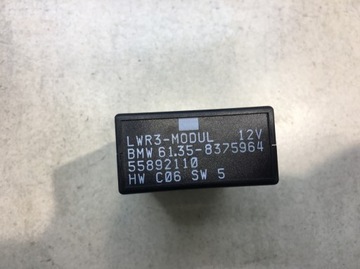 LWR3-MODUL 12V
BMW 61.35-8375964
55892110
HW C06 SW 5